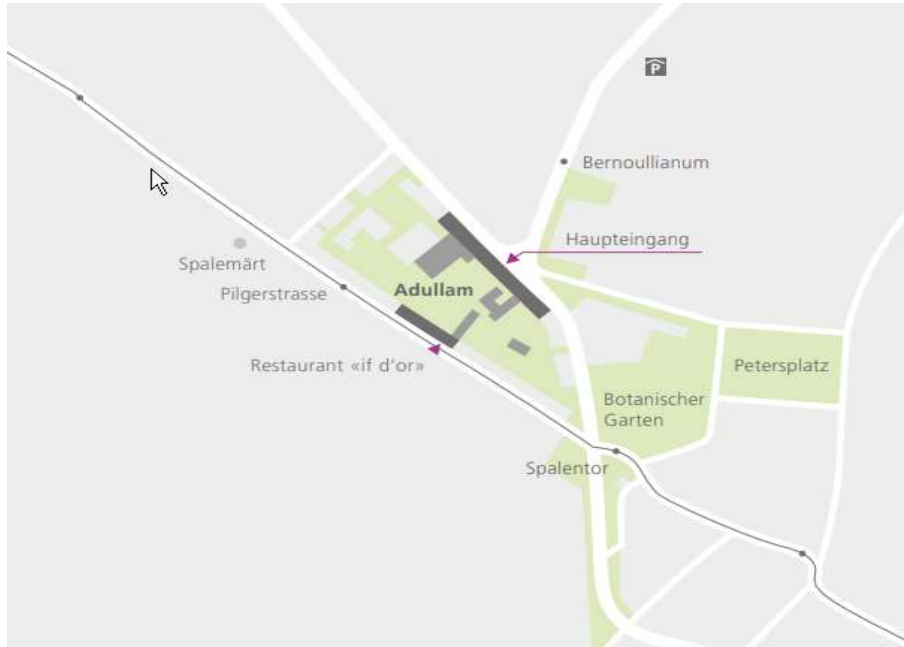 P
Bernoullianum
Haupteingang
Spalemärt
Pilgerstrasse
Adullam
Restaurant «if d’or»
Petersplatz
Botanischer
Garten
Spalentor